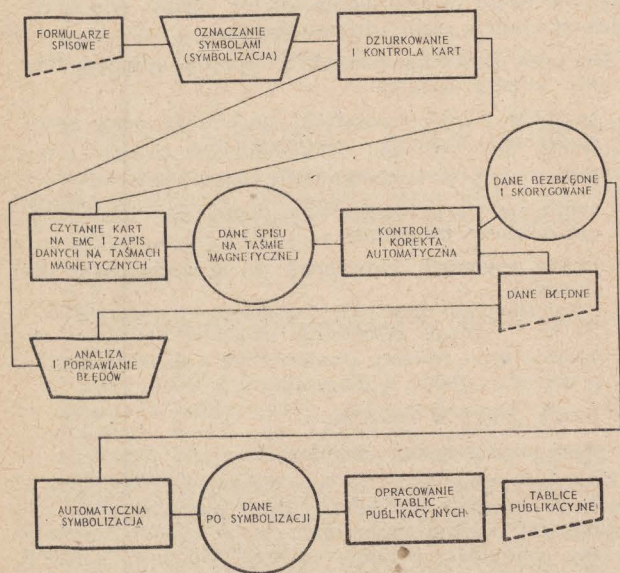 FORMULARZE
SPISOWE
OZNACZANIE
SYMBOLAMI
(SYMBOLIZACJA)
DZIURKOWANIE
I KONTROLA KART
DANE BEZBŁĘDNE
I SKORYGOWANE
CZYTANIE KART
NA EMC I ZAPIS
DANYCH NA TAŚMACH
MAGNETYCZNYCH
DANE SPISU
NA TAŚMIE
MAGNETYCZNEJ
KONTROLA
I KOREKTA
AUTOMATYCZNA
DANE BŁĘDNE
ANALIZA
I POPRAWIANIE
BŁĘDÓW
AUTOMATYCZNA
SYMBOLIZACJA
DANE
PO SYMBOLIZACJI
OPRACOWANIE
TABLIC
PUBLIKACYJNYCH
TABLICE
PUBLIKACYJNE